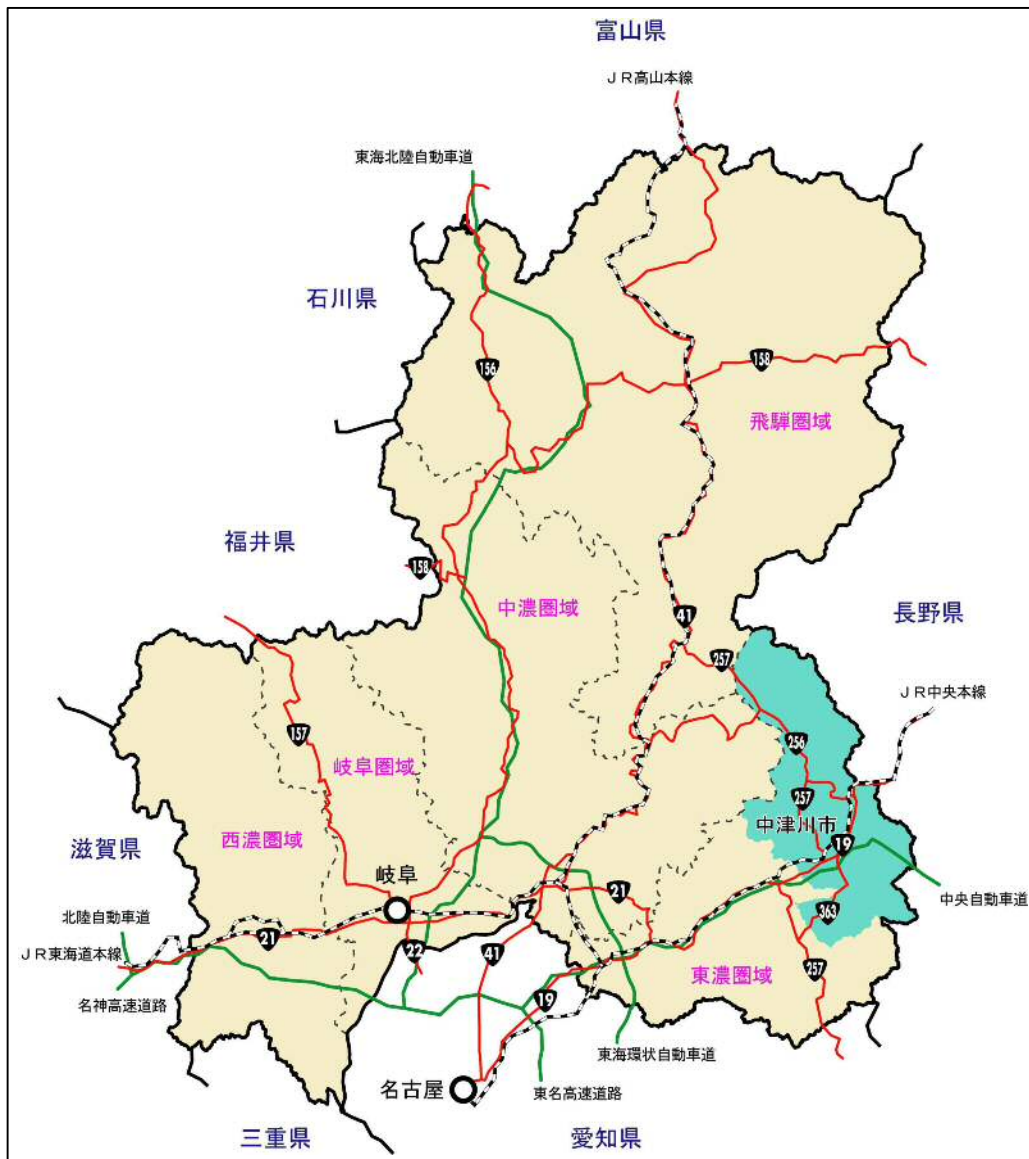 富山県
ＪＲ高山本線
東海北陸自動車道
石川県
156
158
飛騨圏域
福井県
158
中濃圏域
41
長野県
257
ＪＲ中央本線
157
256
岐阜圏域
257
中津川市
滋賀県
西濃圏域
19
岐阜
21
中央自動車道
北陸自動車道
363
21
ＪＲ東海道本線
22
41
東濃圏域
257
名神高速道路
19
東海環状自動車道
名古屋
東名高速道路
三重県
愛知県